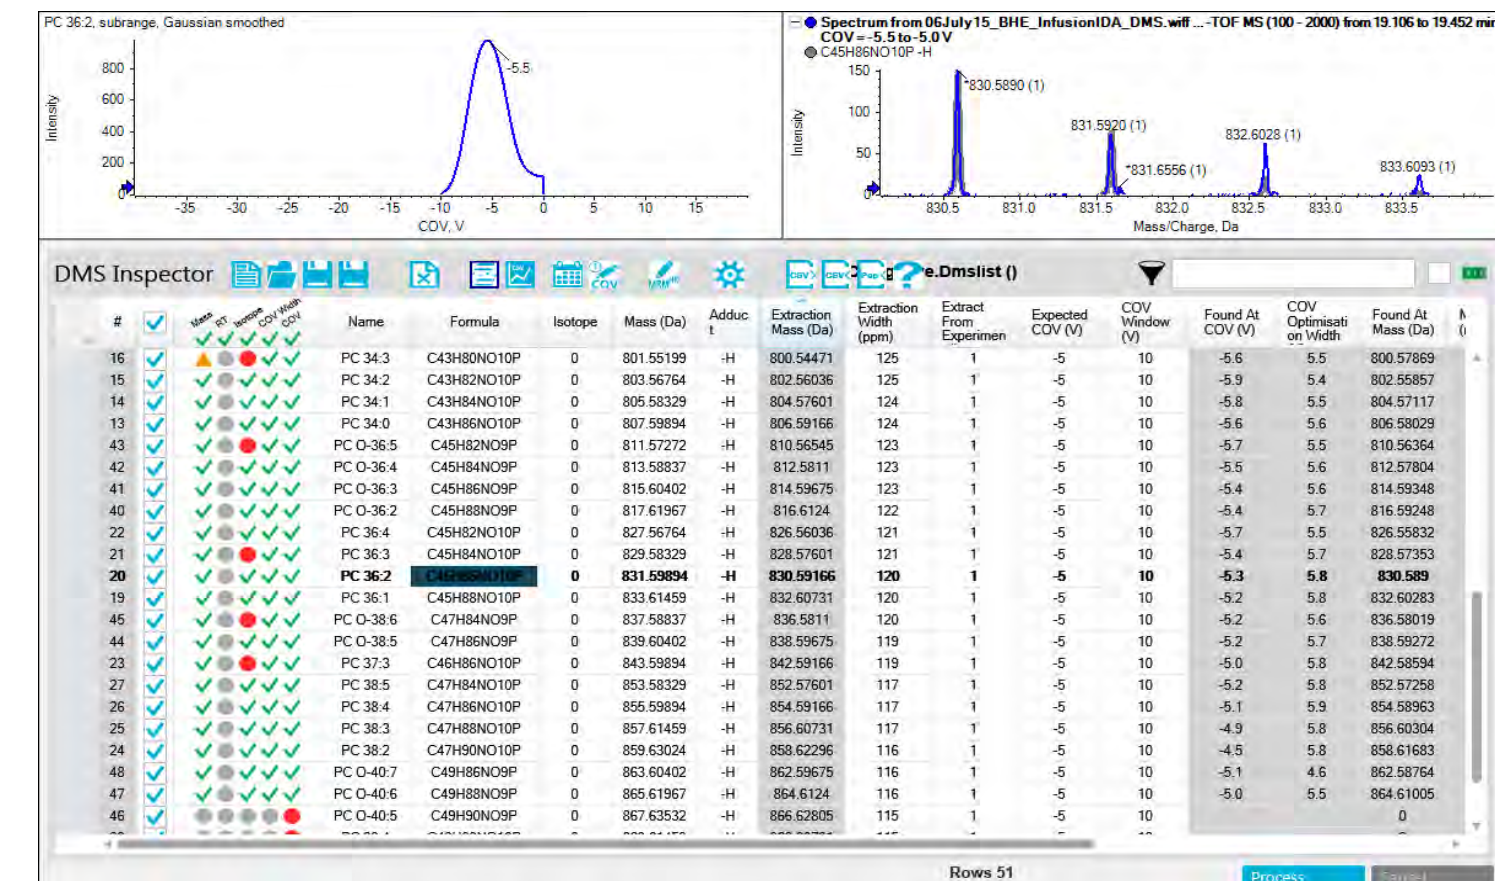 PC 36:2, subrange, Gaussian smoothed
800
600
400
200
0
Intensity
-5.5
-35 -30 -25 -20 -15 -10 -5 0 5 10 15
COV, V
Spectrum from 06July15_BHE_InfusionIDA_DMS.wiff ...-TOF MS (100 - 2000) from 19.106 to 19.452 min
COV = -5.5 to -5.0 V
C45H86NO10P -H
150
100
50
0
Intensity
*830.5890 (1)
831.5920 (1)
*831.6556 (1)
832.6028 (1)
833.6093 (1)
830.5 831.0 831.5 832.0 832.5 833.0 833.5
Mass/Charge, Da
DMS Inspector e.Dmslist ()
# Mass RT Isotope COV Width COV Name Formula Isotope Mass (Da) Adduc t Extraction Mass (Da) Extraction Width (ppm) Extract From Experimen Expected COV (V) COV Window (V) Found At COV (V) COV Optimisati on Width Found At Mass (Da)
16 PC 34:3 C43H80NO10P 0 801.55199 -H 800.54471 125 1 -5 10 -5.6 5.5 800.57869
15 PC 34:2 C43H82NO10P 0 803.56764 -H 802.56036 125 1 -5 10 -5.9 5.4 802.55857
14 PC 34:1 C43H84NO10P 0 805.58329 -H 804.57601 124 1 -5 10 -5.8 5.5 804.57117
13 PC 34:0 C43H86NO10P 0 807.59894 -H 806.59166 124 1 -5 10 -5.6 5.6 806.58029
43 PC O-36:5 C45H82NO9P 0 811.57272 -H 810.56545 123 1 -5 10 -5.7 5.5 810.56364
42 PC O-36:4 C45H84NO9P 0 813.58837 -H 812.5811 123 1 -5 10 -5.5 5.6 812.57804
41 PC O-36:3 C45H86NO9P 0 815.60402 -H 814.59675 123 1 -5 10 -5.4 5.6 814.59348
40 PC O-36:2 C45H88NO9P 0 817.61967 -H 816.6124 122 1 -5 10 -5.4 5.7 816.59248
22 PC 36:4 C45H82NO10P 0 827.56764 -H 826.56036 121 1 -5 10 -5.7 5.5 826.55832
21 PC 36:3 C45H84NO10P 0 829.58329 -H 828.57601 121 1 -5 10 -5.4 5.7 828.57353
20 PC 36:2 C45H86NO10P 0 831.59894 -H 830.59166 120 1 -5 10 -5.3 5.8 830.589
19 PC 36:1 C45H88NO10P 0 833.61459 -H 832.60731 120 1 -5 10 -5.2 5.8 832.60283
45 PC O-38:6 C47H84NO9P 0 837.58837 -H 836.5811 120 1 -5 10 -5.2 5.6 836.58019
44 PC O-38:5 C47H86NO9P 0 839.60402 -H 838.59675 119 1 -5 10 -5.2 5.7 838.59272
23 PC 37:3 C46H86NO10P 0 843.59894 -H 842.59166 119 1 -5 10 -5.0 5.8 842.58594
27 PC 38:5 C47H84NO10P 0 853.58329 -H 852.57601 117 1 -5 10 -5.2 5.8 852.57258
26 PC 38:4 C47H86NO10P 0 855.59894 -H 854.59166 117 1 -5 10 -5.1 5.9 854.58963
25 PC 38:3 C47H88NO10P 0 857.61459 -H 856.60731 117 1 -5 10 -4.9 5.8 856.60304
24 PC 38:2 C47H90NO10P 0 859.63024 -H 858.62296 116 1 -5 10 -4.5 5.8 858.61683
48 PC O-40:7 C49H86NO9P 0 863.60402 -H 862.59675 116 1 -5 10 -5.1 4.6 862.58764
47 PC O-40:6 C49H88NO9P 0 865.61967 -H 864.6124 116 1 -5 10 -5.0 5.5 864.61005
46 PC O-40:5 C49H90NO9P 0 867.63532 -H 866.62805 115 1 -5 10 0
Rows 51
Process